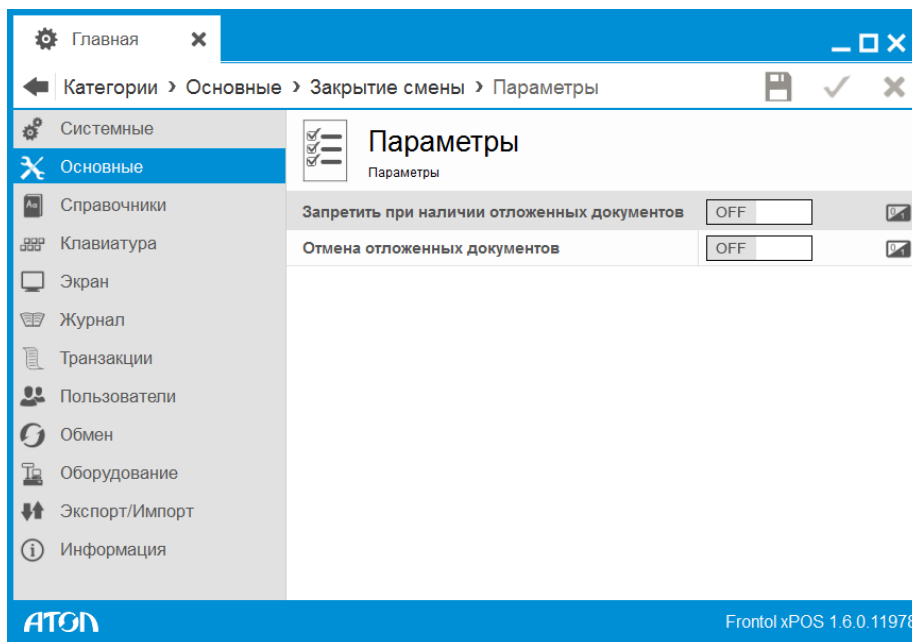 Главная
Категории › Основные › Закрытие смены › Параметры
Системные
Основные
Справочники
Клавиатура
Экран
Журнал
Транзакции
Пользователи
Обмен
Оборудование
Экспорт/Импорт
Информация
Параметры
Параметры
Запретить при наличии отложенных документов OFF
Отмена отложенных документов OFF
АТОЛ
Frontol xPOS 1.6.0.11978